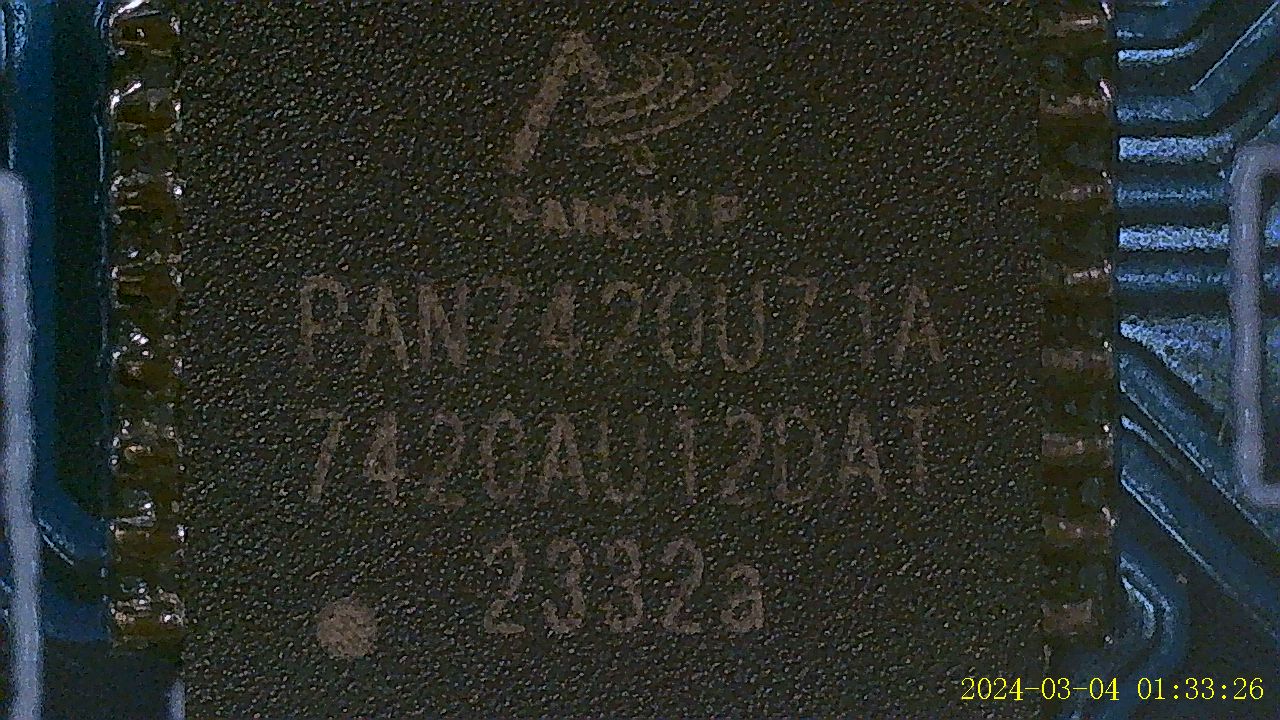 PANCHIP
PAN7420U71A
7420AU12DAT
2332a
2024-03-04 01:33:26